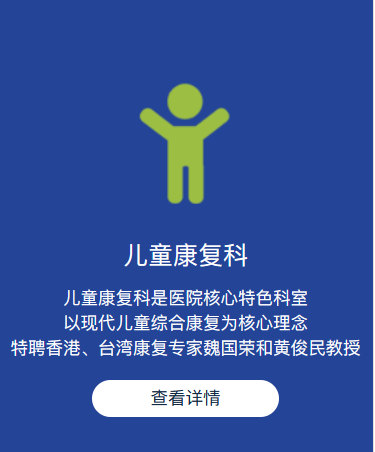 儿童康复科
儿童康复科是医院核心特色科室
以现代儿童综合康复为核心理念
特聘香港、台湾康复专家魏国荣和黄俊民教授
查看详情